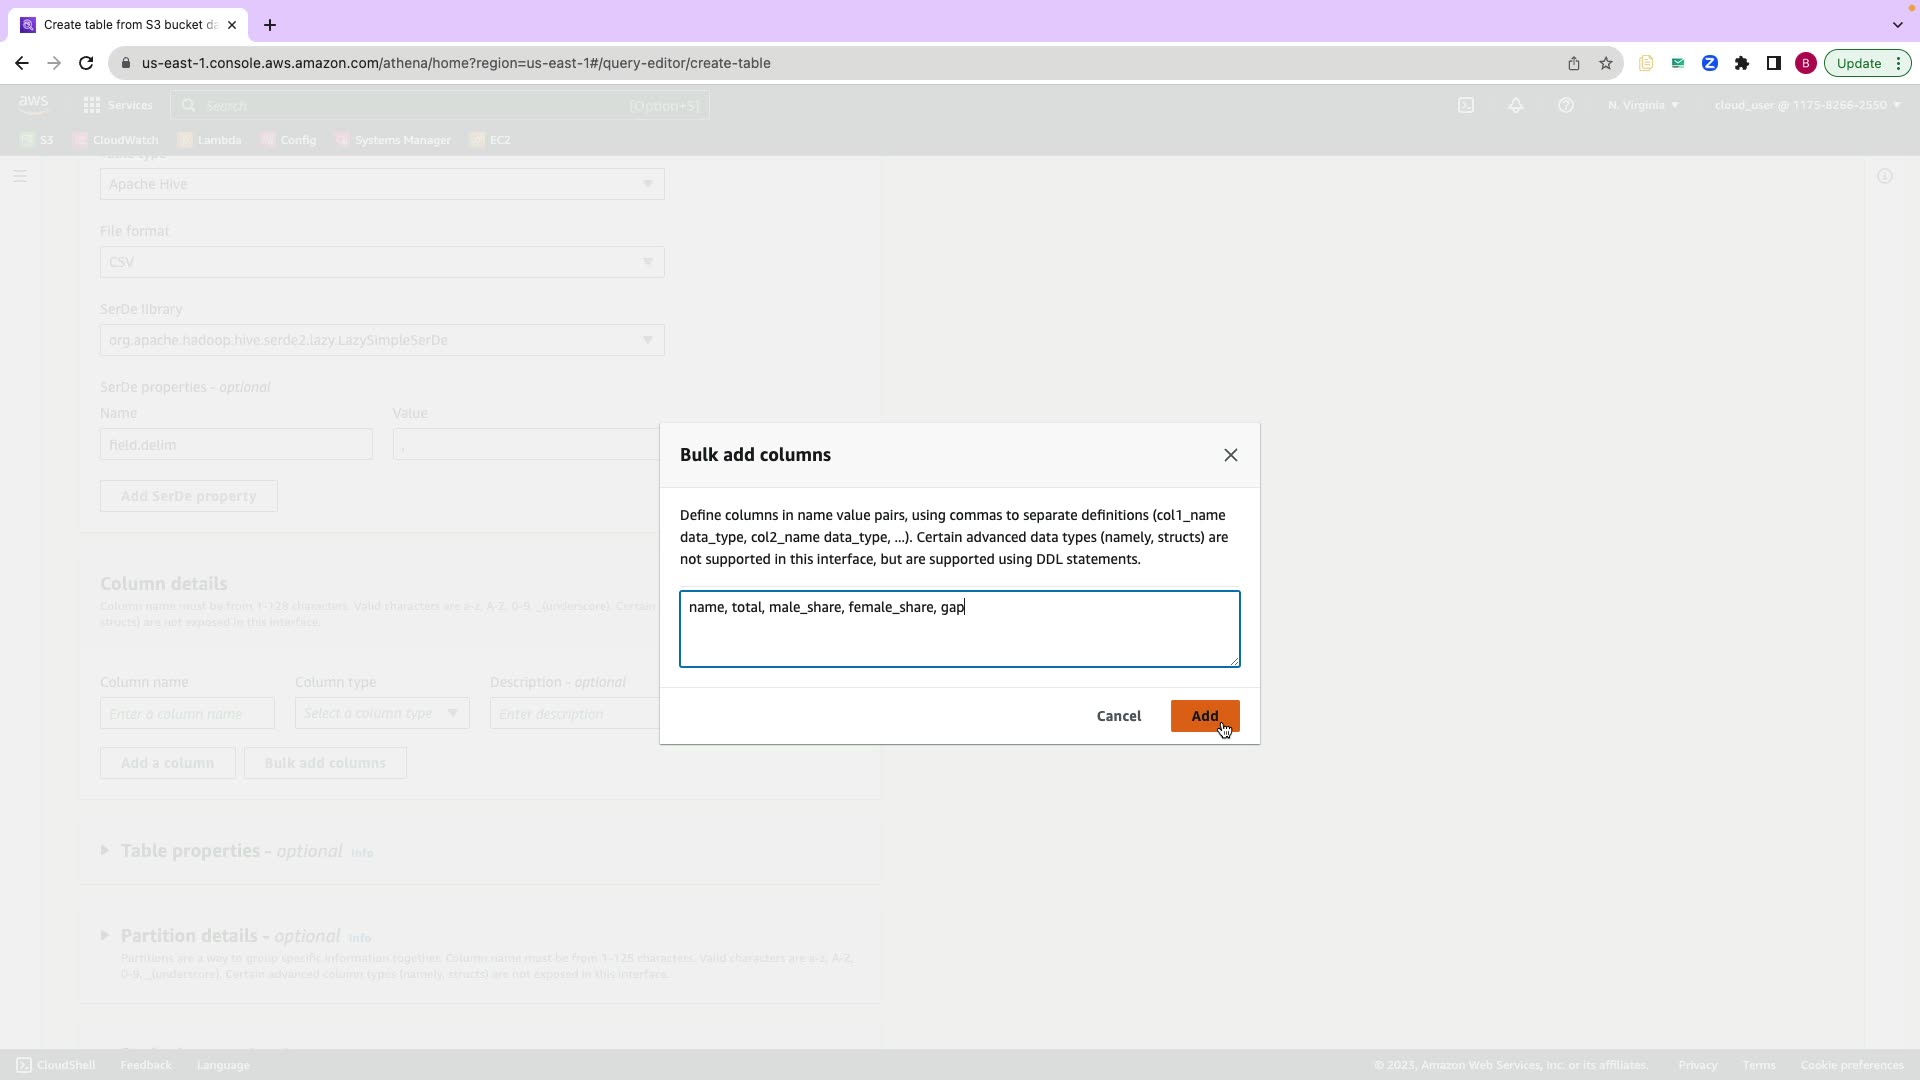 Create table from S3 bucket da
us-east-1.console.aws.amazon.com/athena/home?region=us-east-1#/query-editor/create-table
B
Update
aws
Services
Search
[Option+S]
N. Virginia
cloud_user @ 1175-8266-2550
S3
CloudWatch
Lambda
Config
Systems Manager
EC2
Table type
Apache Hive
File format
CSV
SerDe library
org.apache.hadoop.hive.serde2.lazy.LazySimpleSerDe
SerDe properties - optional
Name
Value
field.delim
,
Add SerDe property
Bulk add columns
Define columns in name value pairs, using commas to separate definitions (col1_name
data_type, col2_name data_type, ...). Certain advanced data types (namely, structs) are
not supported in this interface, but are supported using DDL statements.
name, total, male_share, female_share, gap
Cancel
Add
Column details
Column name must be from 1-128 characters. Valid characters are a-z, A-Z, 0-9, _(underscore). Certain
structs) are not exposed in this interface.
Column name
Column type
Description - optional
Enter a column name
Select a column type
Enter description
Add a column
Bulk add columns
Table properties - optional Info
Partition details - optional Info
Partitions are a way to group specific information together. Column name must be from 1-128 characters. Valid characters are a-z, A-Z,
0-9, _(underscore). Certain advanced column types (namely, structs) are not exposed in this interface.
CloudShell
Feedback
Language
© 2023, Amazon Web Services, Inc. or its affiliates.
Privacy
Terms
Cookie preferences